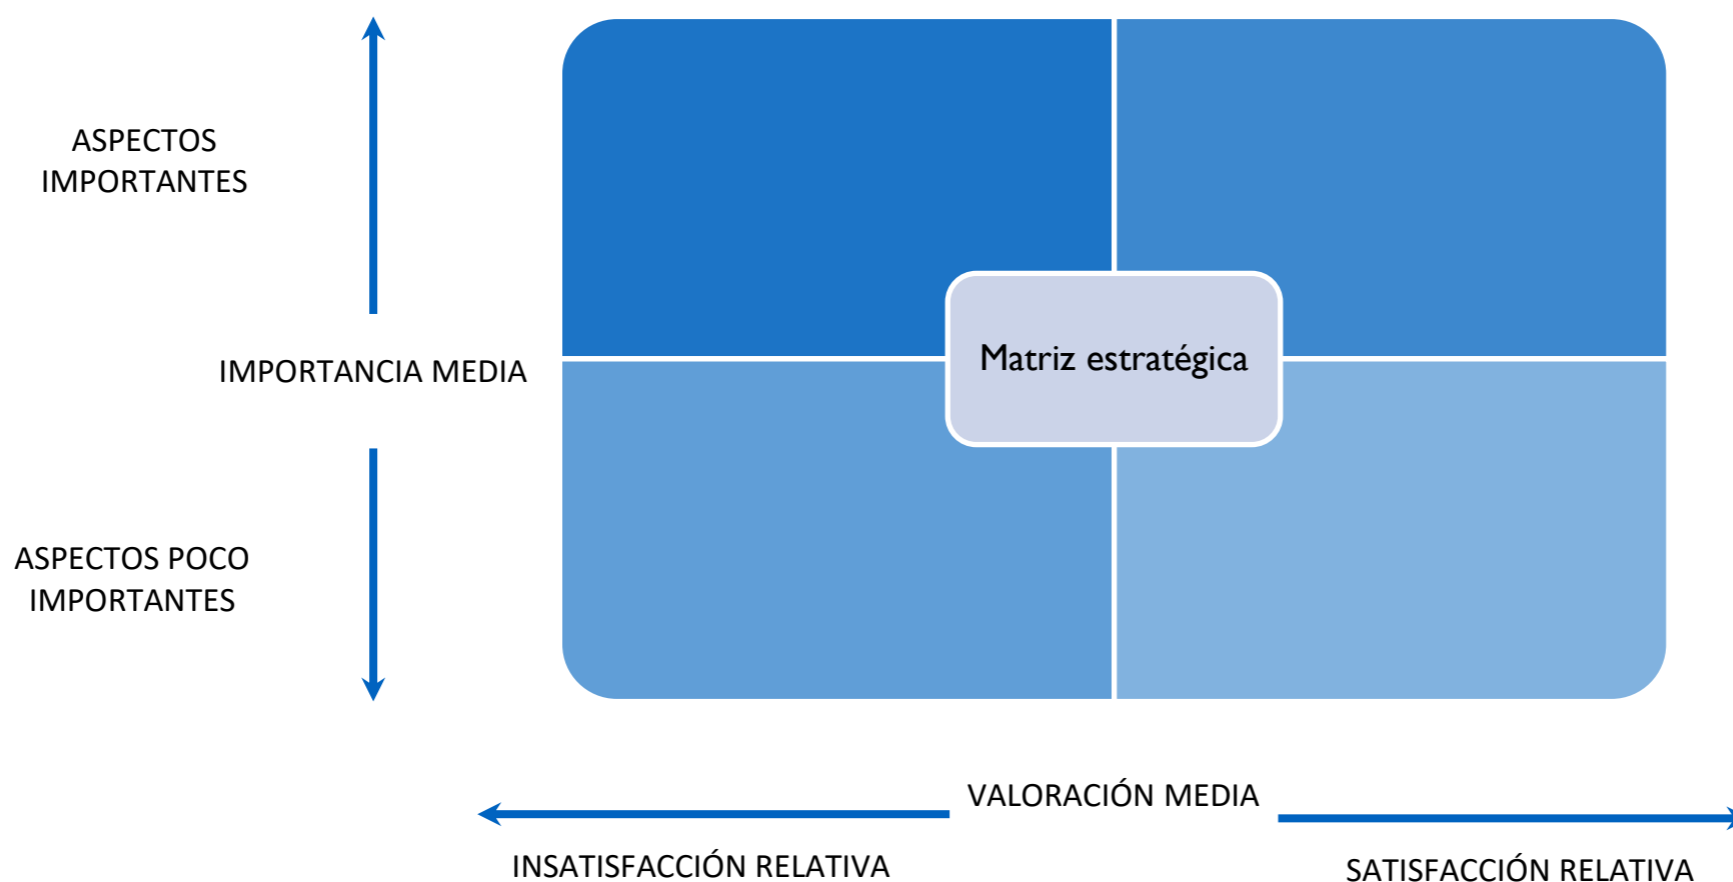 ASPECTOS
IMPORTANTES
IMPORTANCIA MEDIA
Matriz estratégica
ASPECTOS POCO
IMPORTANTES
VALORACIÓN MEDIA
INSATISFACCIÓN RELATIVA
SATISFACCIÓN RELATIVA